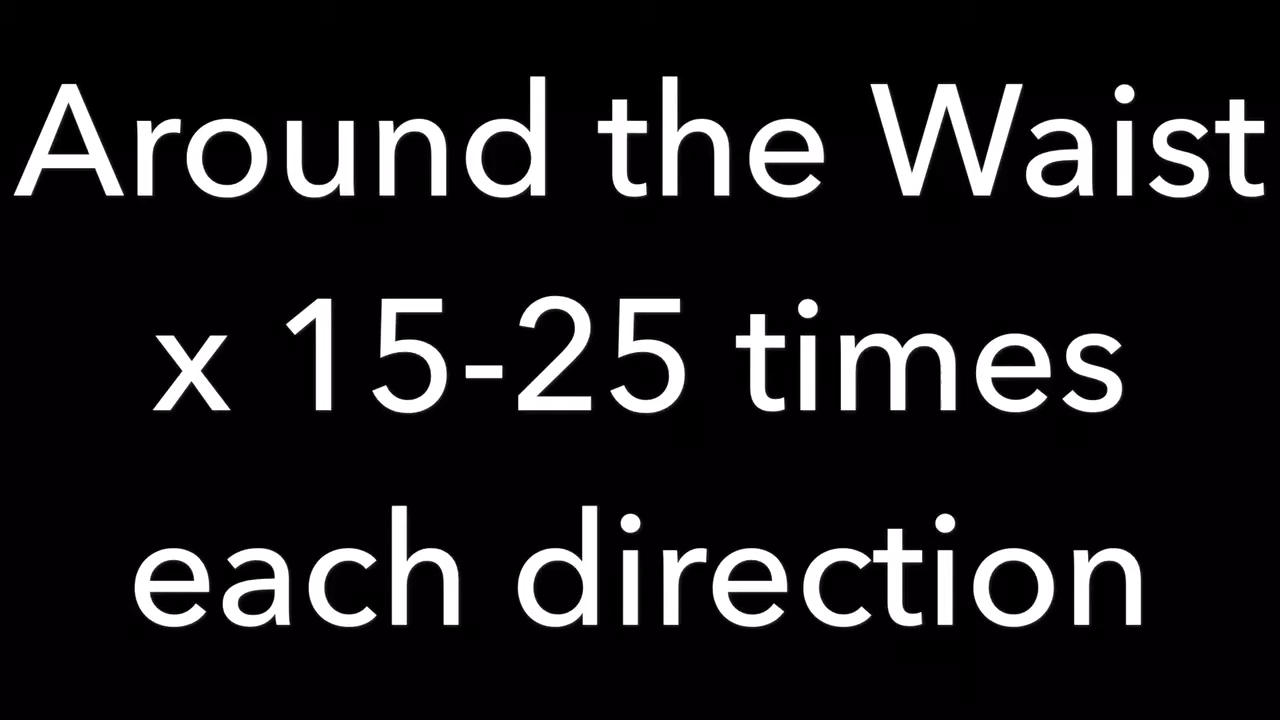 Around the Waist
x 15-25 times
each direction